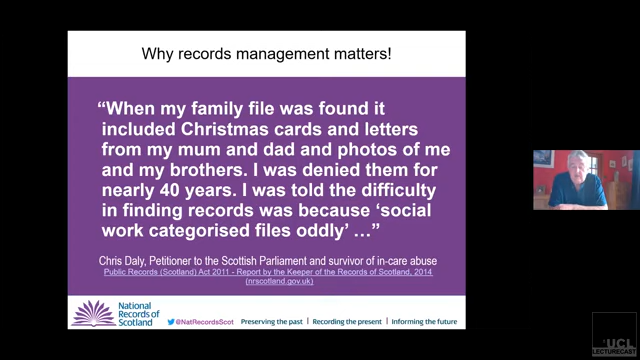 Why records management matters!
“When my family file was found it
included Christmas cards and letters
from my mum and dad and photos of me
and my brothers. I was denied them for
nearly 40 years. I was told the difficulty
in finding records was because ‘social
work categorised files oddly’ …”
Chris Daly, Petitioner to the Scottish Parliament and survivor of in-care abuse
Public Records (Scotland) Act 2011 - Report by the Keeper of the Records of Scotland, 2014
(nrscotland.gov.uk)
National
Records of
Scotland
@NatRecordsScot
Preserving the past | Recording the present | Informing the future
UCL
LECTURECAST